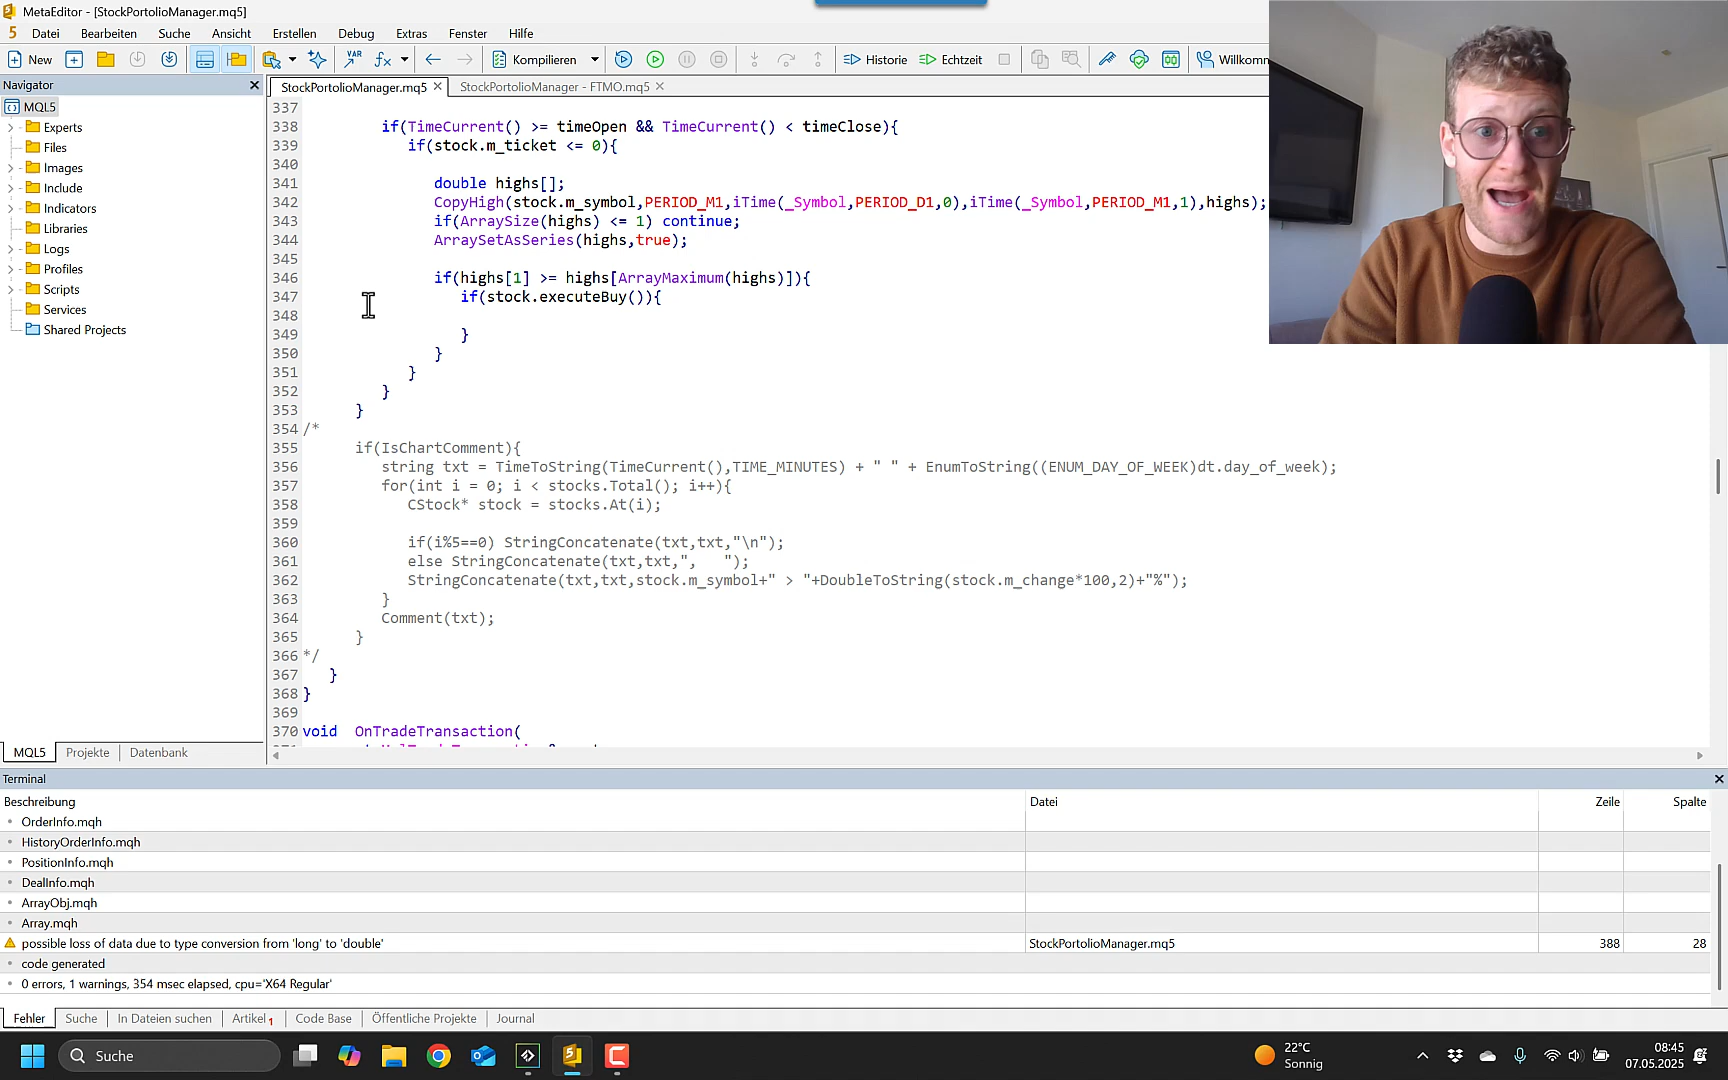 MetaEditor - [StockPortolioManager.mq5]
5 Datei Bearbeiten Suche Ansicht Erstellen Debug Extras Fenster Hilfe
New VAR Kompilieren Historie Echtzeit Willkomm
Navigator
StockPortolioManager.mq5 StockPortolioManager - FTMO.mq5
MQL5
Experts
Files
Images
Include
Indicators
Libraries
Logs
Profiles
Scripts
Services
Shared Projects
MQL5 Projekte Datenbank
337
338 if(TimeCurrent() >= timeOpen && TimeCurrent() < timeClose){
339 if(stock.m_ticket <= 0){
340
341 double highs[];
342 CopyHigh(stock.m_symbol,PERIOD_M1,iTime(_Symbol,PERIOD_D1,0),iTime(_Symbol,PERIOD_M1,1),highs);
343 if(ArraySize(highs) <= 1) continue;
344 ArraySetAsSeries(highs,true);
345
346 if(highs[1] >= highs[ArrayMaximum(highs)]){
347 if(stock.executeBuy()){
348
349 }
350 }
351 }
352 }
353 }
354 /*
355 if(IsChartComment){
356 string txt = TimeToString(TimeCurrent(),TIME_MINUTES) + " " + EnumToString((ENUM_DAY_OF_WEEK)dt.day_of_week);
357 for(int i = 0; i < stocks.Total(); i++){
358 CStock* stock = stocks.At(i);
359
360 if(i%5==0) StringConcatenate(txt,txt,"\n");
361 else StringConcatenate(txt,txt,",   ");
362 StringConcatenate(txt,txt,stock.m_symbol+" > "+DoubleToString(stock.m_change*100,2)+"%");
363 }
364 Comment(txt);
365 }
366 */
367 }
368 }
369
370 void OnTradeTransaction(
Terminal
Beschreibung Datei Zeile Spalte
OrderInfo.mqh
HistoryOrderInfo.mqh
PositionInfo.mqh
DealInfo.mqh
ArrayObj.mqh
Array.mqh
possible loss of data due to type conversion from 'long' to 'double' StockPortolioManager.mq5 388 28
code generated
0 errors, 1 warnings, 354 msec elapsed, cpu='X64 Regular'
Fehler Suche In Dateien suchen Artikel 1 Code Base Öffentliche Projekte Journal
Suche
22°C
Sonnig
08:45
07.05.2025